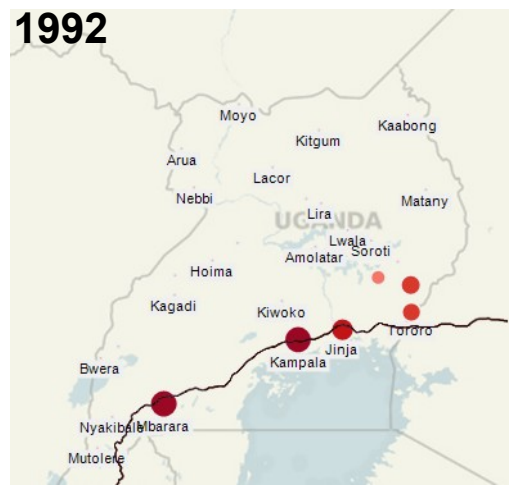 1992
Moyo
Kaabong
Kitgum
Arua
Lacor
Nebbi
Matany
Lira
UGANDA
Lwala
Soroti
Amolatar
Hoima
Kagadi
Kiwoko
Tororo
Jinja
Kampala
Bwera
Nyakibale
Mbarara
Mutolere